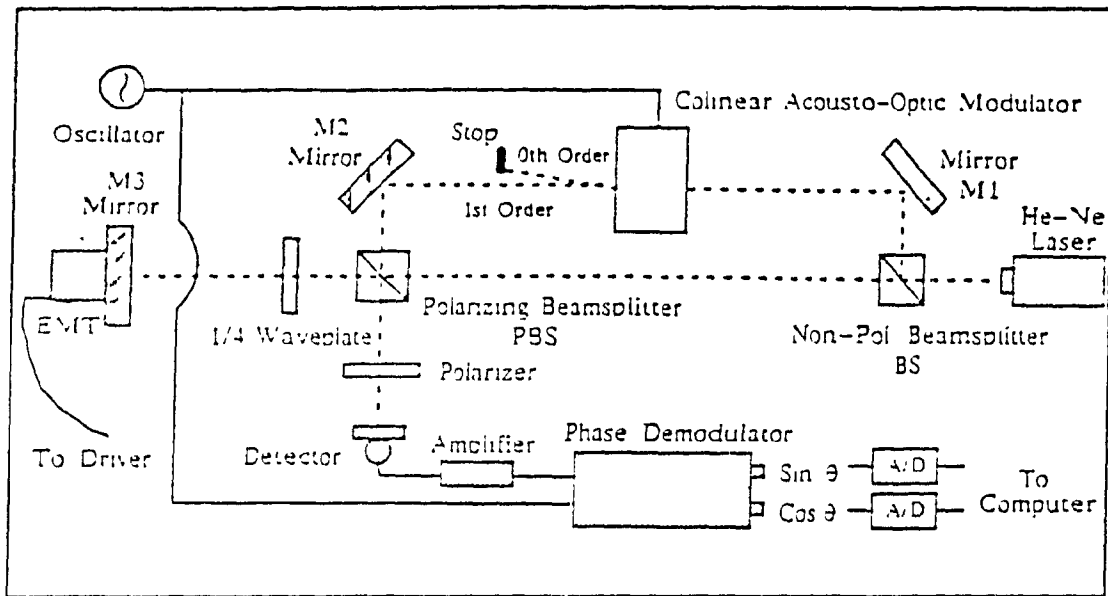 Oscillator
Colinear Acousto-Optic Modulator
M2
Mirror
Stop
0th Order
1st Order
Mirror
M1
M3
Mirror
He-Ne
Laser
EMT
1/4 Waveplate
Polarizing Beamsplitter
PBS
Non-Pol Beamsplitter
BS
Polarizer
To Driver
Detector
Amplifier
Phase Demodulator
Sin θ
A/D
Cos θ
A/D
To
Computer